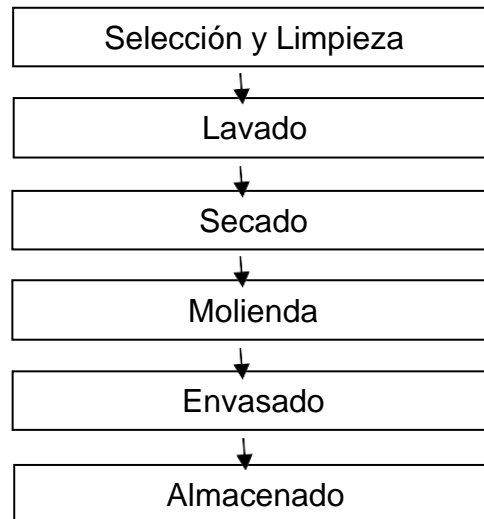 Selección y Limpieza
Lavado
Secado
Molienda
Envasado
Almacenado